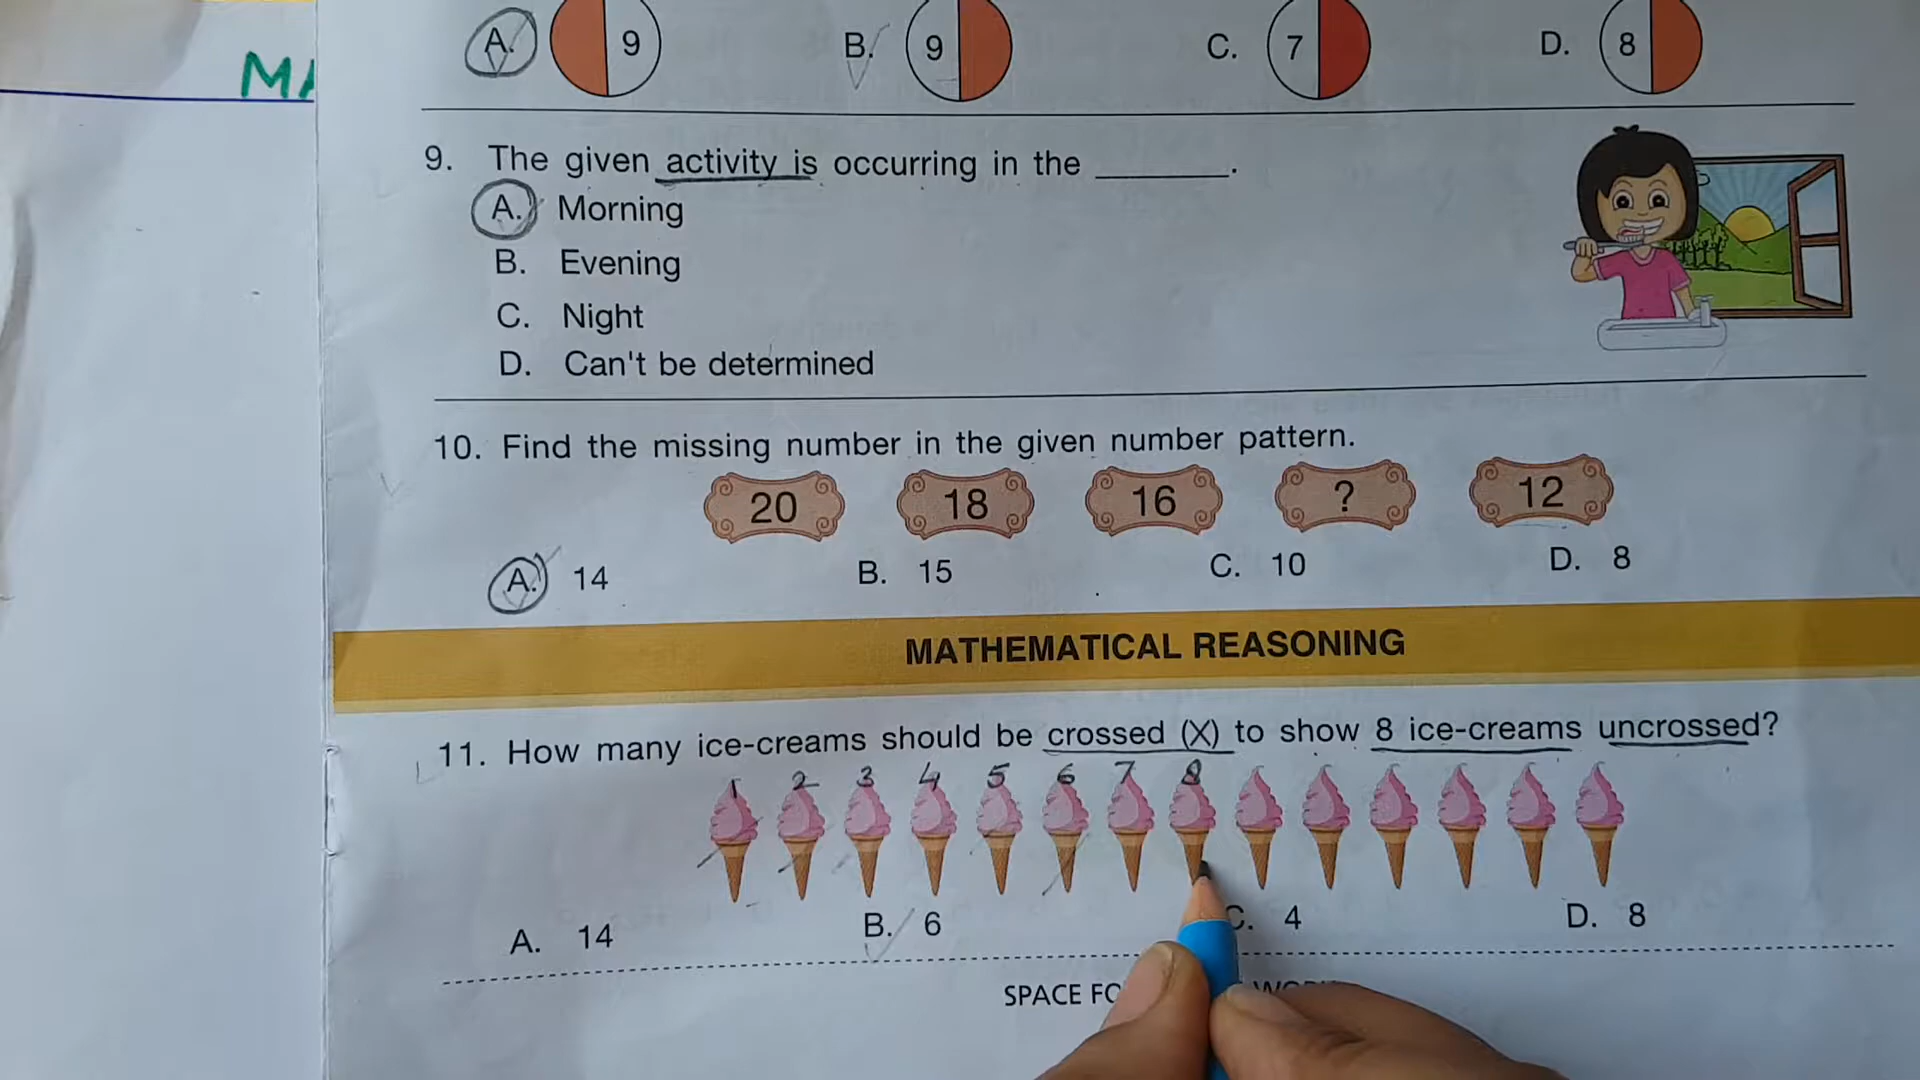 MA
A. 9 B. 9 C. 7 D. 8
9. The given activity is occurring in the _______.
A. Morning
B. Evening
C. Night
D. Can't be determined
10. Find the missing number in the given number pattern.
20 18 16 ? 12
A. 14 B. 15 C. 10 D. 8
MATHEMATICAL REASONING
11. How many ice-creams should be crossed (X) to show 8 ice-creams uncrossed?
1 2 3 4 5 6 7 8
A. 14 B. 6 C. 4 D. 8
SPACE